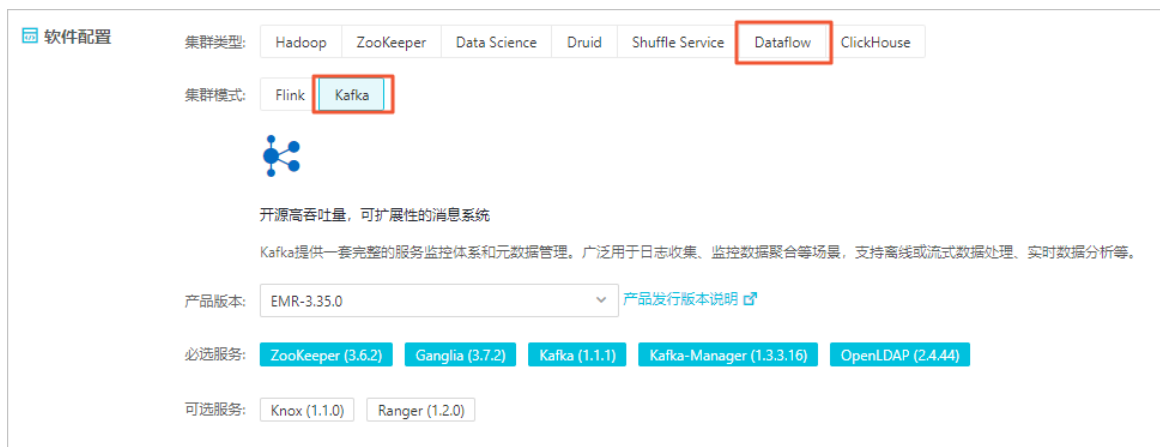 软件配置
集群类型: Hadoop ZooKeeper Data Science Druid Shuffle Service Dataflow ClickHouse
集群模式: Flink Kafka
开源高吞吐量，可扩展性的消息系统
Kafka提供一套完整的服务监控体系和元数据管理。广泛用于日志收集、监控数据聚合等场景，支持离线或流式数据处理、实时数据分析等。
产品版本: EMR-3.35.0 产品发行版本说明
必选服务: ZooKeeper (3.6.2) Ganglia (3.7.2) Kafka (1.1.1) Kafka-Manager (1.3.3.16) OpenLDAP (2.4.44)
可选服务: Knox (1.1.0) Ranger (1.2.0)